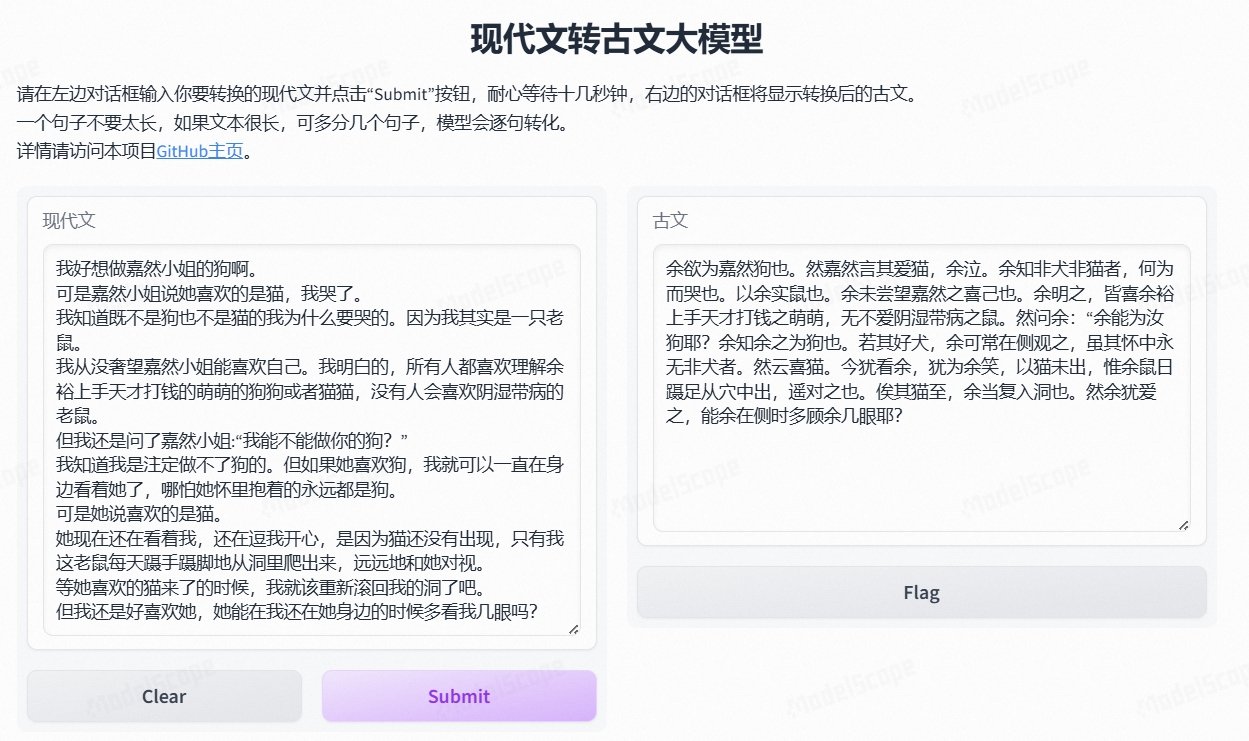 现代文转古文大模型
请在左边对话框输入你要转换的现代文并点击“Submit”按钮，耐心等待十几秒钟，右边的对话框将显示转换后的古文。
一个句子不要太长，如果文本很长，可多分几个句子，模型会逐句转化。
详情请访问本项目GitHub主页。
现代文
我好想做嘉然小姐的狗啊。
可是嘉然小姐说她喜欢的是猫，我哭了。
我知道既不是狗也不是猫的我为什么要哭的。因为我其实是一只老
鼠。
我从没奢望嘉然小姐能喜欢自己。我明白的，所有人都喜欢理解余
裕上手天才打钱的萌萌的狗狗或者猫猫，没有人会喜欢阴湿带病的
老鼠。
但我还是问了嘉然小姐:“我能不能做你的狗？”
我知道我是注定做不了狗的。但如果她喜欢狗，我就可以一直在身
边看着她了，哪怕她怀里抱着的永远都是狗。
可是她说喜欢的是猫。
她现在还在看着我，还在逗我开心，是因为猫还没有出现，只有我
这老鼠每天蹑手蹑脚地从洞里爬出来，远远地和她对视。
等她喜欢的猫来了的时候，我就该重新滚回我的洞了吧。
但我还是好喜欢她，她能在我还在她身边的时候多看我几眼吗？
Clear
Submit
古文
余欲为嘉然狗也。然嘉然言其爱猫，余泣。余知非犬非猫者，何为
而哭也。以余实鼠也。余未尝望嘉然之喜己也。余明之，皆喜余裕
上手天才打钱之萌萌，无不爱阴湿带病之鼠。然问余：“余能为汝
狗耶？余知余之为狗也。若其好犬，余可常在侧观之，虽其怀中永
无非犬者。然云喜猫。今犹看余，犹为余笑，以猫未出，惟余鼠日
蹑足从穴中出，遥对之也。俟其猫至，余当复入洞也。然余犹爱
之，能余在侧时多顾余几眼耶？
Flag
ModelScope